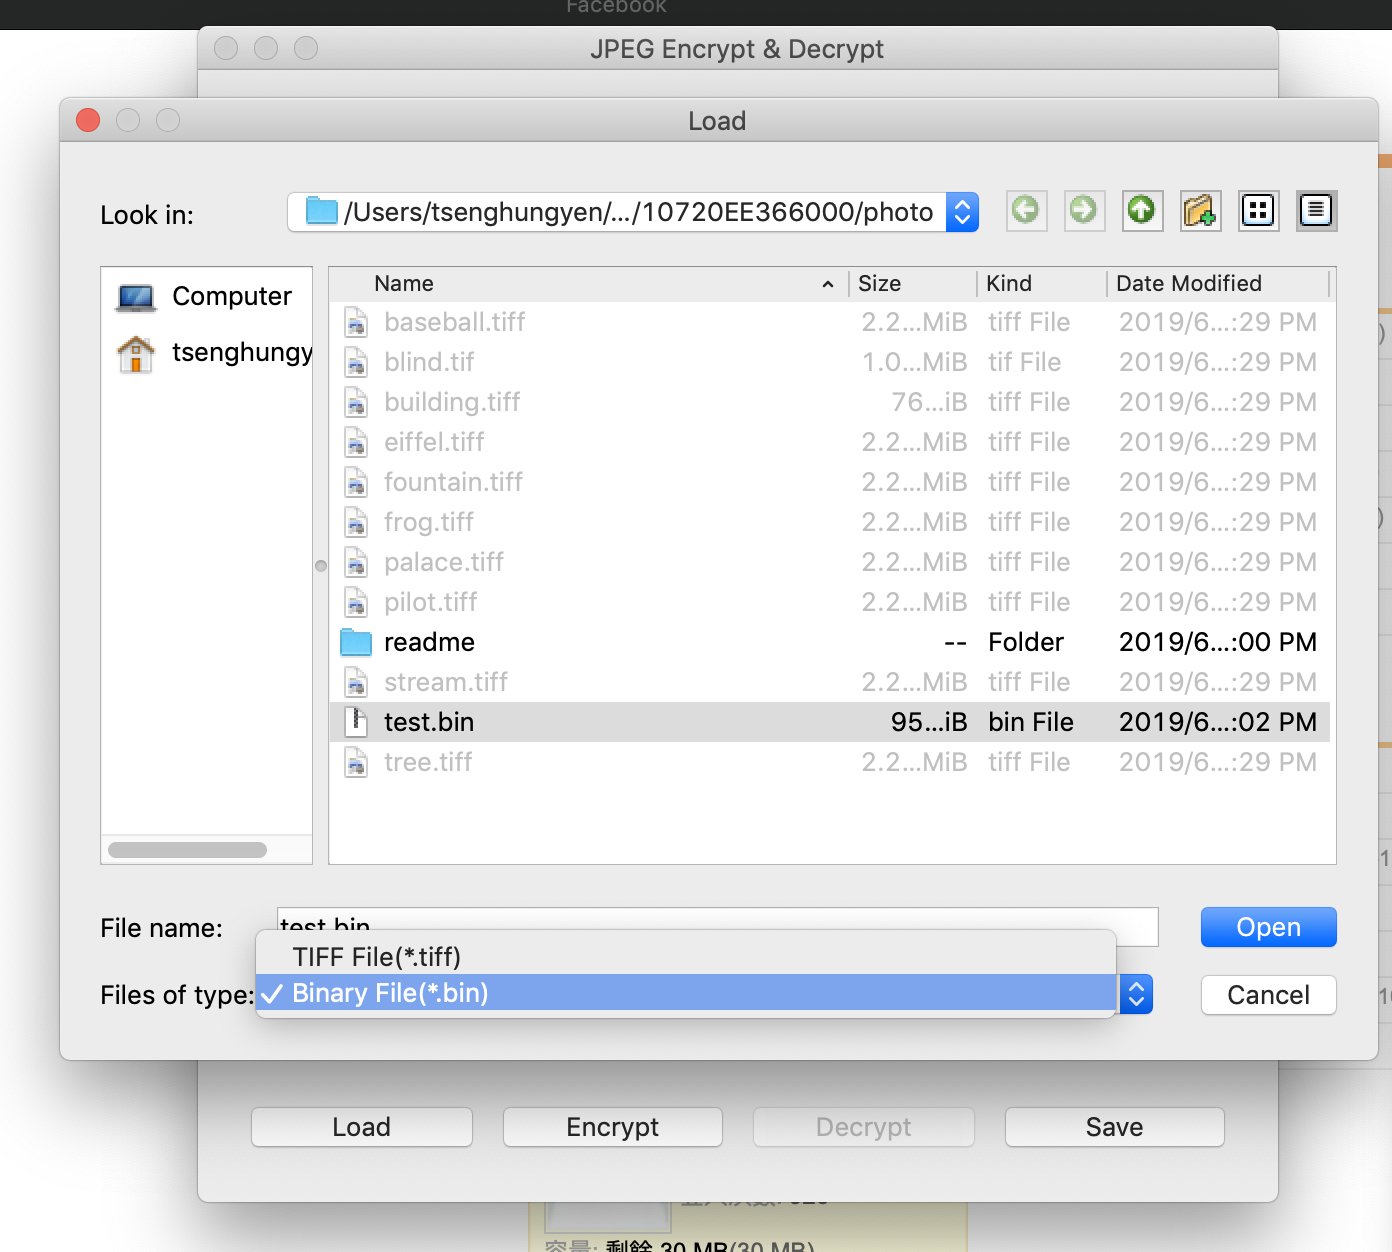 Facebook
JPEG Encrypt & Decrypt
Load
Look in:
/Users/tsenghungyen/.../10720EE366000/photo
Computer
tsenghungy
Name Size Kind Date Modified
baseball.tiff 2.2...MiB tiff File 2019/6...:29 PM
blind.tif 1.0...MiB tif File 2019/6...:29 PM
building.tiff 76...iB tiff File 2019/6...:29 PM
eiffel.tiff 2.2...MiB tiff File 2019/6...:29 PM
fountain.tiff 2.2...MiB tiff File 2019/6...:29 PM
frog.tiff 2.2...MiB tiff File 2019/6...:29 PM
palace.tiff 2.2...MiB tiff File 2019/6...:29 PM
pilot.tiff 2.2...MiB tiff File 2019/6...:29 PM
readme -- Folder 2019/6...:00 PM
stream.tiff 2.2...MiB tiff File 2019/6...:29 PM
test.bin 95...iB bin File 2019/6...:02 PM
tree.tiff 2.2...MiB tiff File 2019/6...:29 PM
File name: test.bin Open
TIFF File(*.tiff)
Files of type: Binary File(*.bin) Cancel
Load Encrypt Decrypt Save
容量: 剩餘 30 MB(30 MB)